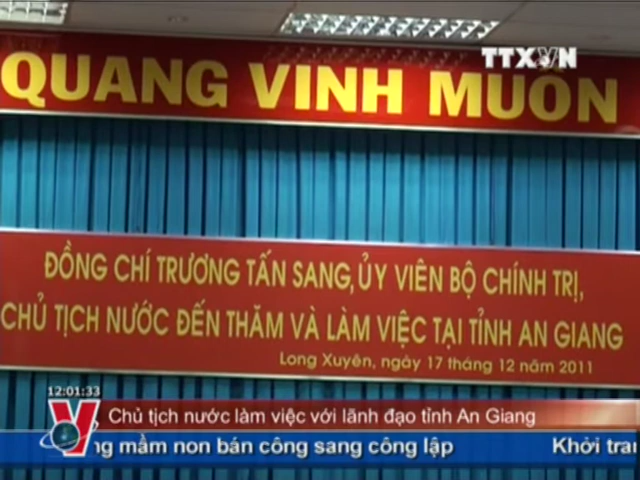 TTXVN
QUANG VINH MUÔN
ĐỒNG CHÍ TRƯƠNG TẤN SANG, ỦY VIÊN BỘ CHÍNH TRỊ,
CHỦ TỊCH NƯỚC ĐẾN THĂM VÀ LÀM VIỆC TẠI TỈNH AN GIANG
Long Xuyên, ngày 17 tháng 12 năm 2011
12:01:33
V Chủ tịch nước làm việc với lãnh đạo tỉnh An Giang
ng mầm non bán công sang công lập Khởi tran